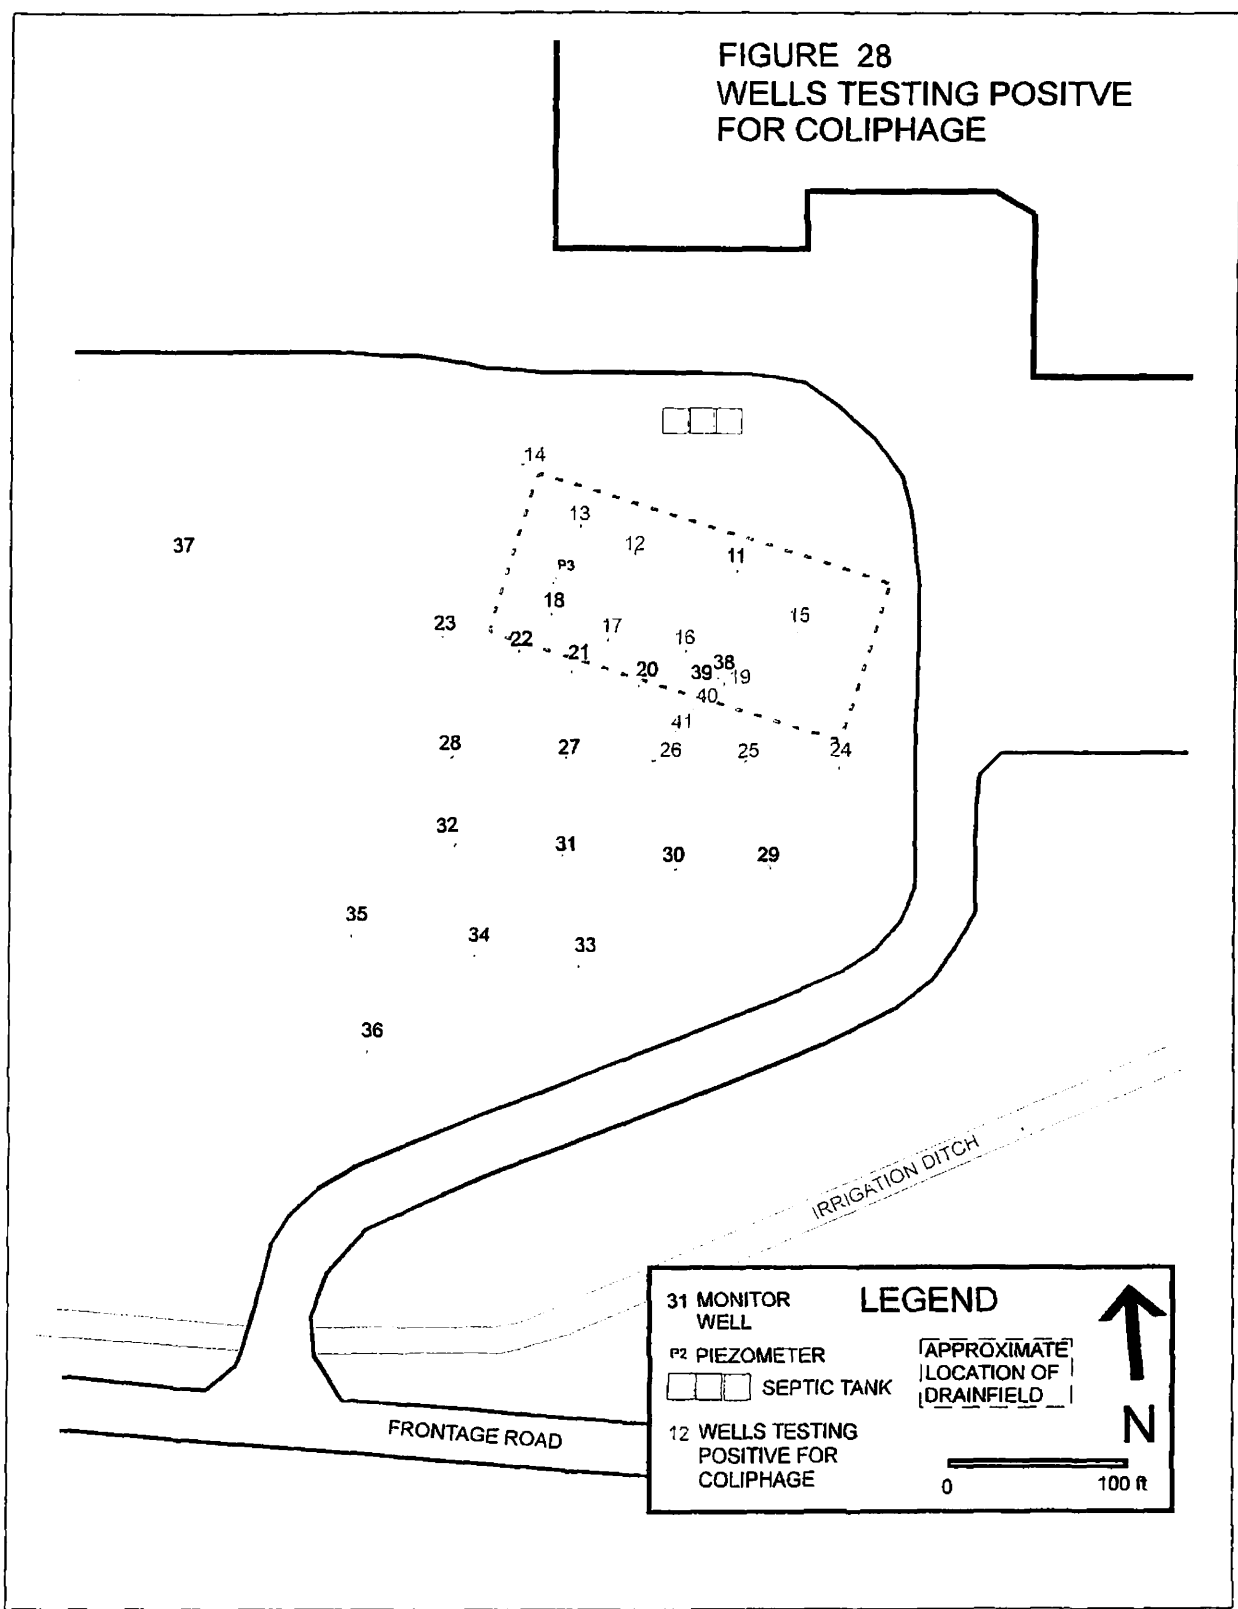 FIGURE 28
WELLS TESTING POSITVE
FOR COLIPHAGE
14
13
12
11
37
P3
18
15
23
17
22
16
21
38
20
39
19
40
41
28
27
26
25
24
32
31
30
29
35
34
33
36
IRRIGATION DITCH
FRONTAGE ROAD
LEGEND
31 MONITOR
WELL
P2 PIEZOMETER
SEPTIC TANK
12 WELLS TESTING
POSITIVE FOR
COLIPHAGE
APPROXIMATE
LOCATION OF
DRAINFIELD
N
0
100 ft